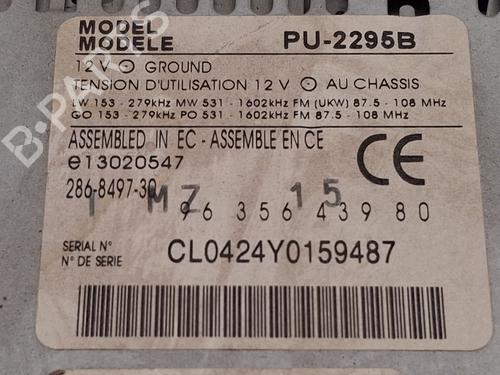 MODEL
MODELE PU-2295B
12 V GROUND
TENSION D'UTILISATION 12 V AU CHASSIS
LW 153 - 279kHz MW 531 - 1602kHz FM (UKW) 87.5 - 108 MHz
GO 153 - 279kHz PO 531 - 1602kHz FM 87.5 - 108 MHz
ASSEMBLED IN EC - ASSEMBLE EN CE
e13020547 CE
286-8497-30
1 MZ 15
96 356 439 80
SERIAL N°
N° DE SERIE CL0424Y0159487
B-PARTS